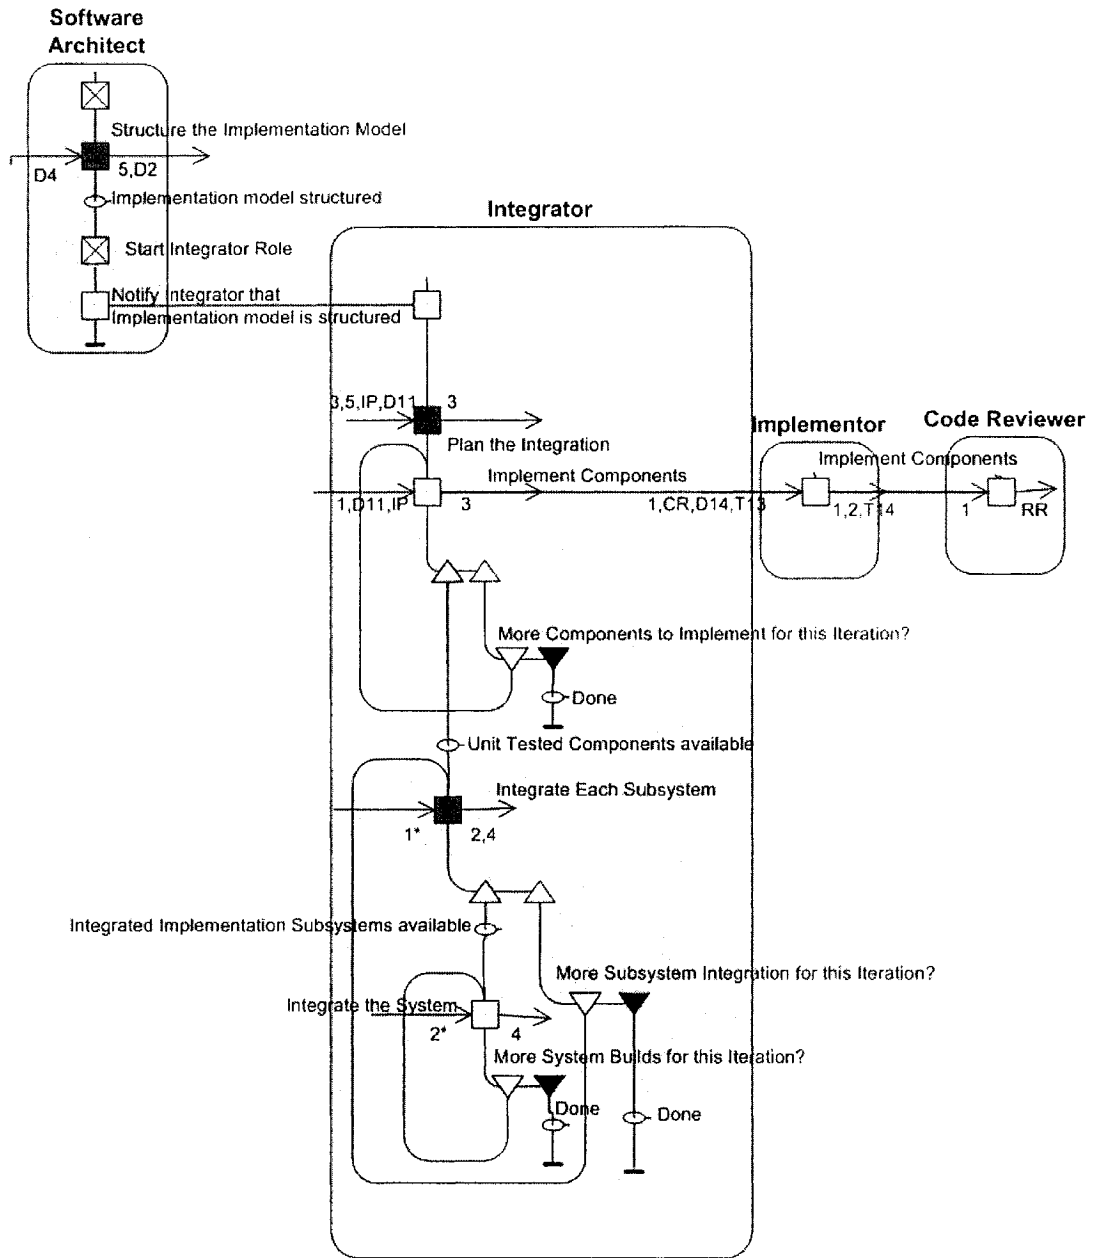 Software
Architect
Structure the Implementation Model
D4
5,D2
Implementation model structured
Integrator
Start Integrator Role
Notify Integrator that
Implementation model is structured
3,5,IP,D11
3
Plan the Integration
Implementor
Code Reviewer
Implement Components
Implement Components
1,D11,IP
3
1,CR,D14,T13
1,2,T14
1
RR
More Components to Implement for this Iteration?
Done
Unit Tested Components available
Integrate Each Subsystem
1*
2,4
Integrated Implementation Subsystems available
More Subsystem Integration for this Iteration?
Integrate the System
2*
4
More System Builds for this Iteration?
Done
Done